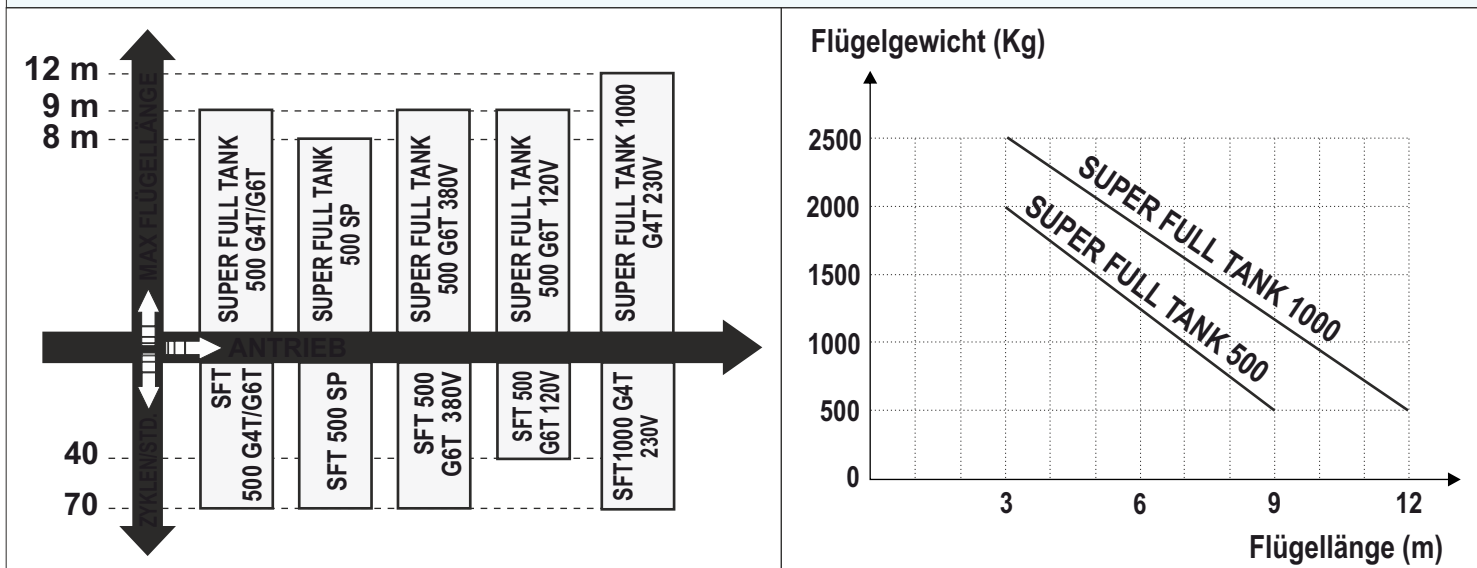 12 m
9 m
8 m
MAX FLÜGELLÄNGE
SUPER FULL TANK
500 G4T/G6T
SUPER FULL TANK
500 SP
SUPER FULL TANK
500 G6T 380V
SUPER FULL TANK
500 G6T 120V
SUPER FULL TANK 1000
G4T 230V
ANTRIEB
ZYKLEN/STD.
SFT
500 G4T/G6T
SFT 500 SP
SFT 500
G6T 380V
SFT 500
G6T 120V
SFT1000 G4T
230V
40
70
Flügelgewicht (Kg)
2500
2000
1500
1000
500
0
SUPER FULL TANK 1000
SUPER FULL TANK 500
3
6
9
12
Flügellänge (m)